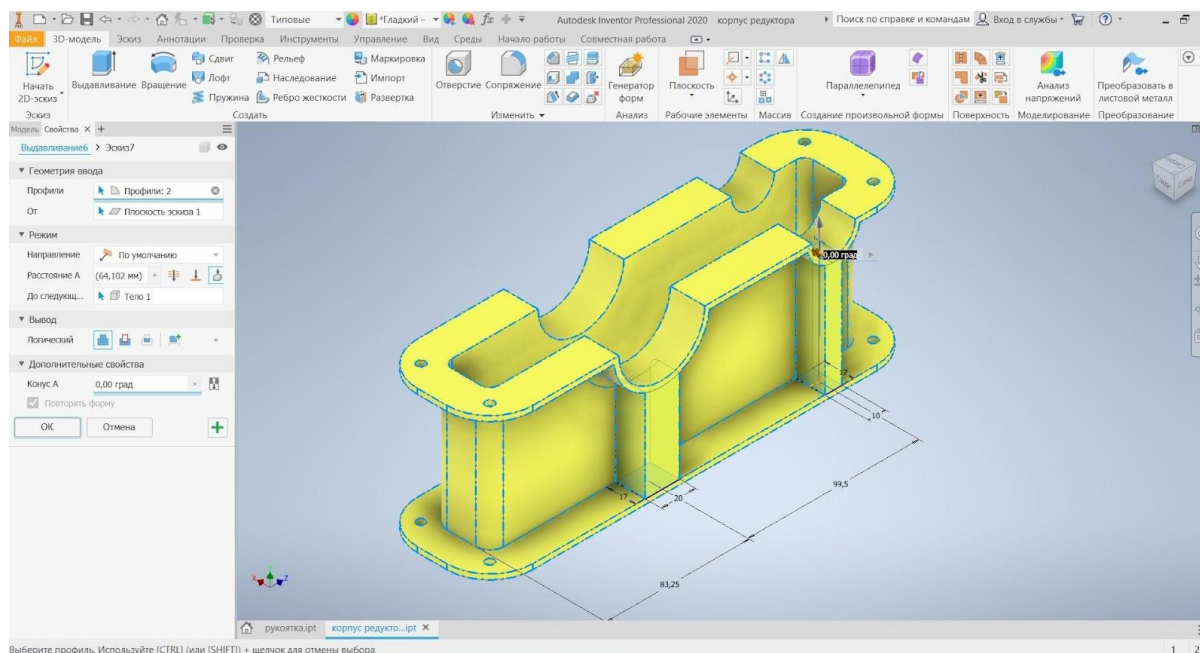 Типовые
*Гладкий –
Autodesk Inventor Professional 2020 корпус редуктора
Поиск по справке и командам
Вход в службы
Файл 3D-модель Эскиз Аннотации Проверка Инструменты Управление Вид Среды Начало работы Совместная работа
Начать 2D-эскиз
Выдавливание
Вращение
Сдвиг
Лофт
Пружина
Рельеф
Наследование
Ребро жесткости
Маркировка
Импорт
Развертка
Отверстие
Сопряжение
Генератор форм
Плоскость
Параллелепипед
Анализ напряжений
Преобразовать в листовой металл
Эскиз
Создать
Изменить
Анализ
Рабочие элементы
Массив
Создание произвольной формы
Поверхность
Моделирование
Преобразование
Модель Свойства × +
Выдавливание6 > Эскиз7
Геометрия ввода
Профили Профили: 2
От Плоскость эскиза 1
Режим
Направление По умолчанию
Расстояние А (64,102 мм)
До следующ... Тело 1
Вывод
Логический
Дополнительные свойства
Конус А 0,00 град
Повторять форму
ОК Отмена
0,00 град
17
10
99,5
17
20
83,25
рукоятка.ipt корпус редукто...ipt ×
Выберите профиль. Используйте [CTRL] (или [SHIFT]) + щелчок для отмены выбора
1 2